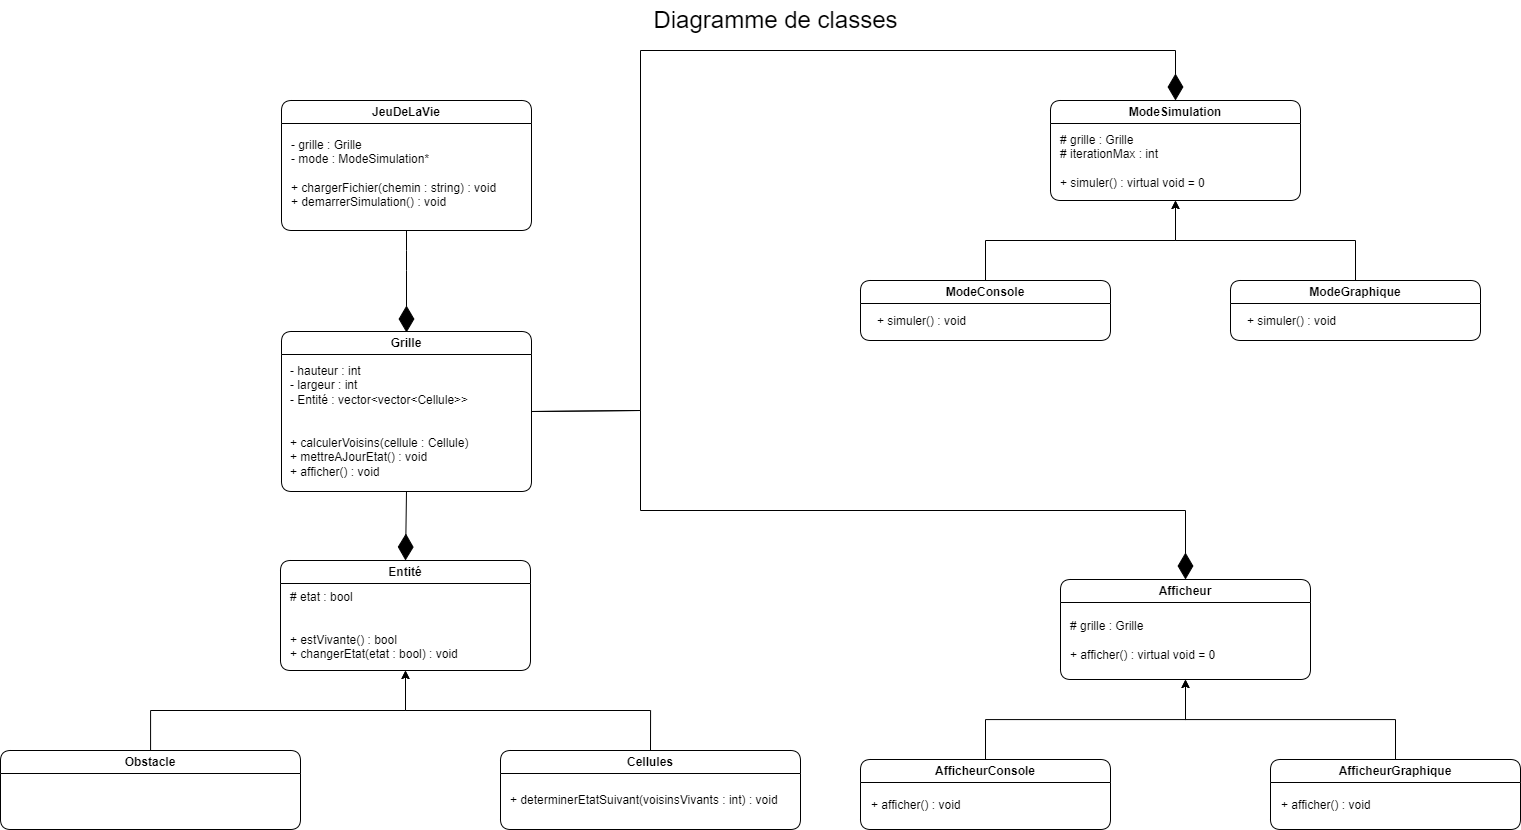 Diagramme de classes
JeuDeLaVie
- grille : Grille
- mode : ModeSimulation*
+ chargerFichier(chemin : string) : void
+ demarrerSimulation() : void
ModeSimulation
# grille : Grille
# iterationMax : int
+ simuler() : virtual void = 0
ModeConsole
+ simuler() : void
ModeGraphique
+ simuler() : void
Grille
- hauteur : int
- largeur : int
- Entité : vector<vector<Cellule>>
+ calculerVoisins(cellule : Cellule)
+ mettreAJourEtat() : void
+ afficher() : void
Entité
# etat : bool
+ estVivante() : bool
+ changerEtat(etat : bool) : void
Afficheur
# grille : Grille
+ afficher() : virtual void = 0
Obstacle
Cellules
+ determinerEtatSuivant(voisinsVivants : int) : void
AfficheurConsole
+ afficher() : void
AfficheurGraphique
+ afficher() : void